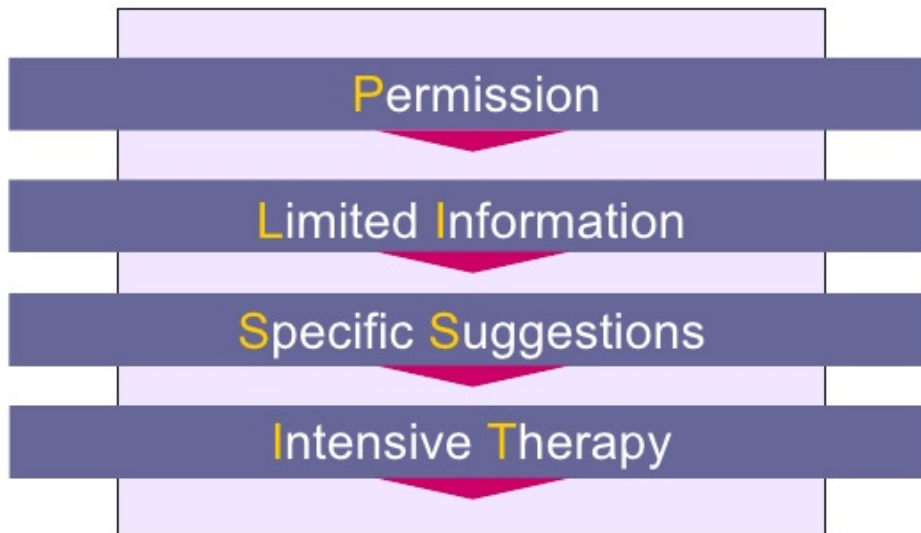 Permission
Limited Information
Specific Suggestions
Intensive Therapy